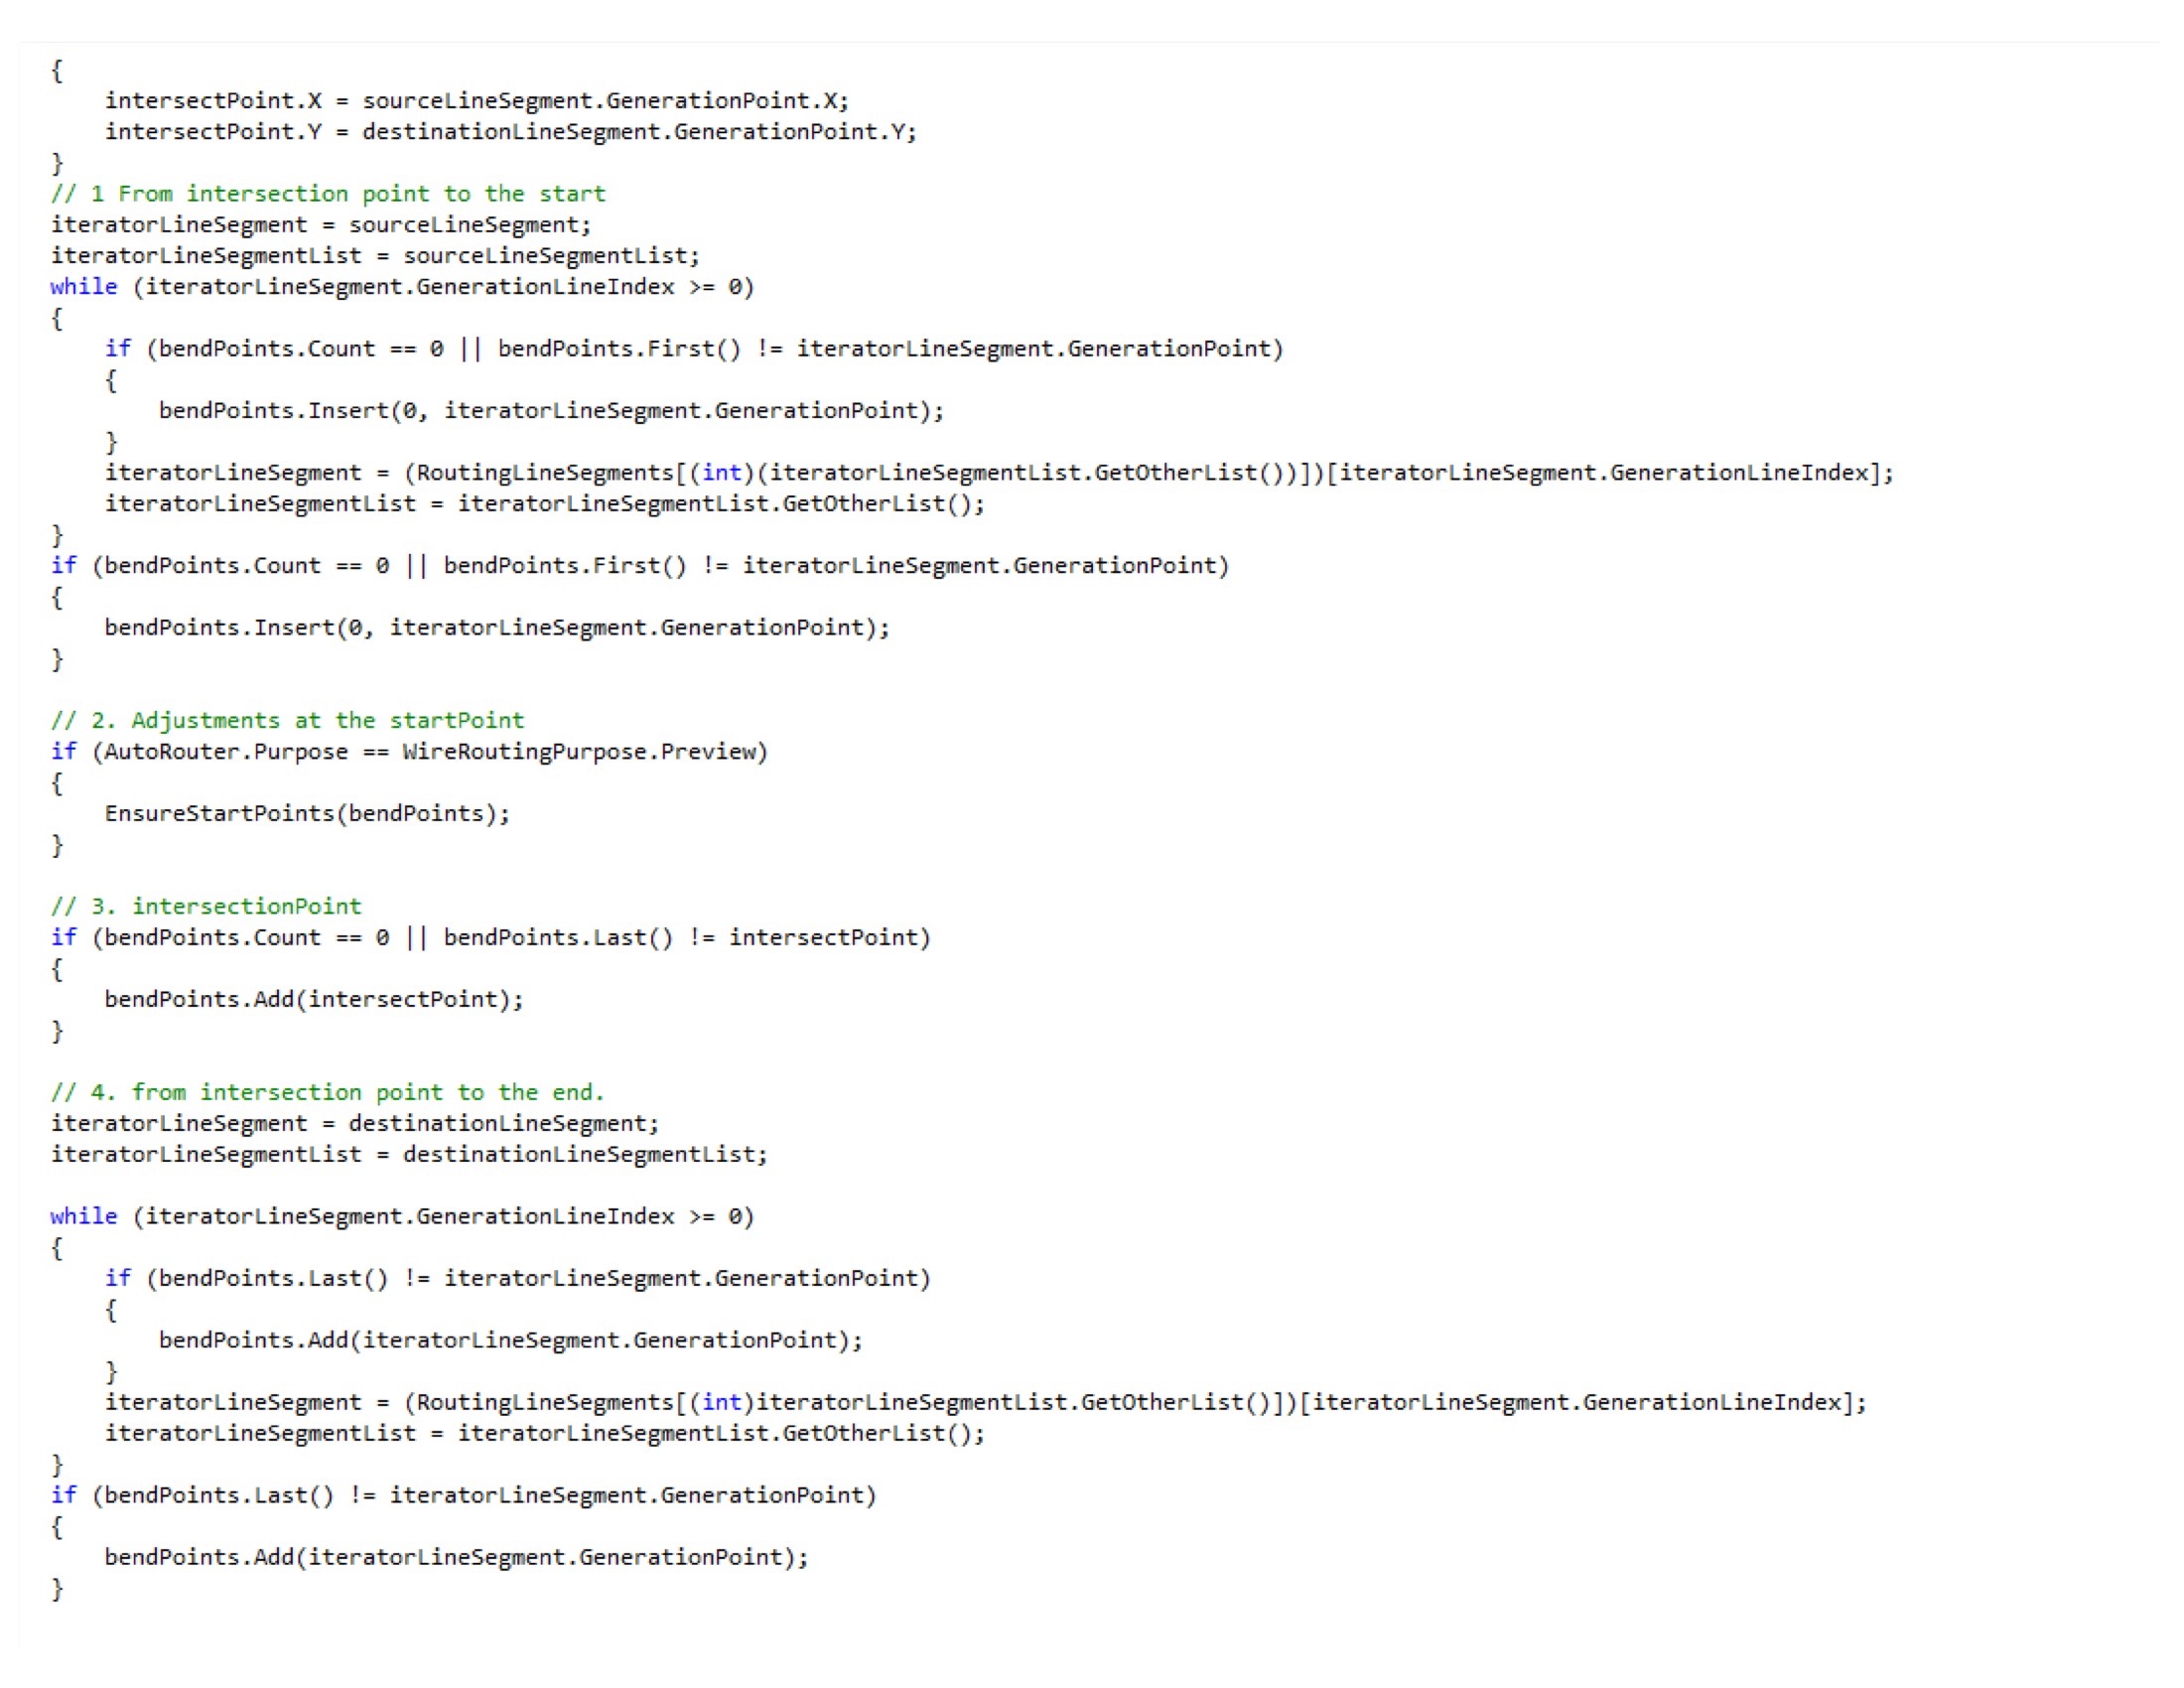 {
    intersectPoint.X = sourceLineSegment.GenerationPoint.X;
    intersectPoint.Y = destinationLineSegment.GenerationPoint.Y;
}
// 1 From intersection point to the start
iteratorLineSegment = sourceLineSegment;
iteratorLineSegmentList = sourceLineSegmentList;
while (iteratorLineSegment.GenerationLineIndex >= 0)
{
    if (bendPoints.Count == 0 || bendPoints.First() != iteratorLineSegment.GenerationPoint)
    {
        bendPoints.Insert(0, iteratorLineSegment.GenerationPoint);
    }
    iteratorLineSegment = (RoutingLineSegments[(int)(iteratorLineSegmentList.GetOtherList())])[iteratorLineSegment.GenerationLineIndex];
    iteratorLineSegmentList = iteratorLineSegmentList.GetOtherList();
}
if (bendPoints.Count == 0 || bendPoints.First() != iteratorLineSegment.GenerationPoint)
{
    bendPoints.Insert(0, iteratorLineSegment.GenerationPoint);
}

// 2. Adjustments at the startPoint
if (AutoRouter.Purpose == WireRoutingPurpose.Preview)
{
    EnsureStartPoints(bendPoints);
}

// 3. intersectionPoint
if (bendPoints.Count == 0 || bendPoints.Last() != intersectPoint)
{
    bendPoints.Add(intersectPoint);
}

// 4. from intersection point to the end.
iteratorLineSegment = destinationLineSegment;
iteratorLineSegmentList = destinationLineSegmentList;

while (iteratorLineSegment.GenerationLineIndex >= 0)
{
    if (bendPoints.Last() != iteratorLineSegment.GenerationPoint)
    {
        bendPoints.Add(iteratorLineSegment.GenerationPoint);
    }
    iteratorLineSegment = (RoutingLineSegments[(int)iteratorLineSegmentList.GetOtherList()])[iteratorLineSegment.GenerationLineIndex];
    iteratorLineSegmentList = iteratorLineSegmentList.GetOtherList();
}
if (bendPoints.Last() != iteratorLineSegment.GenerationPoint)
{
    bendPoints.Add(iteratorLineSegment.GenerationPoint);
}